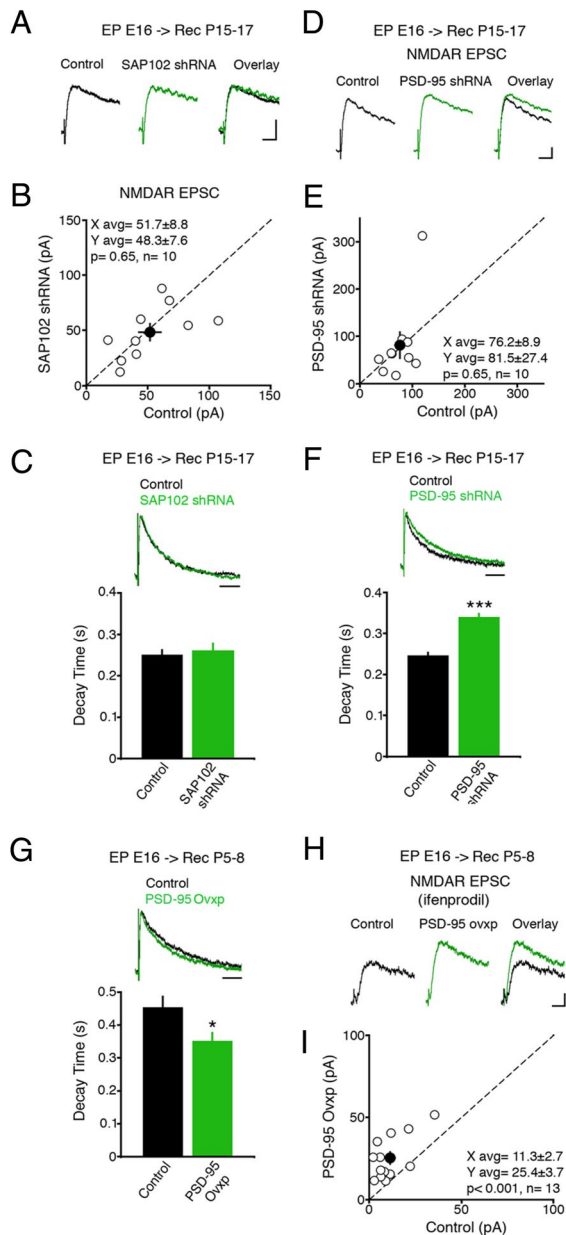 A
EP E16 -> Rec P15-17
Control SAP102 shRNA Overlay
B
NMDAR EPSC
150
100
50
0
SAP102 shRNA (pA)
X avg= 51.7±8.8
Y avg= 48.3±7.6
p= 0.65, n= 10
0 50 100 150
Control (pA)
C
EP E16 -> Rec P15-17
Control
SAP102 shRNA
0.4
0.3
0.2
0.1
0
Decay Time (s)
Control
SAP102
shRNA
D
EP E16 -> Rec P15-17
NMDAR EPSC
Control PSD-95 shRNA Overlay
E
300
200
100
0
PSD-95 shRNA (pA)
X avg= 76.2±8.9
Y avg= 81.5±27.4
p= 0.65, n= 10
0 100 200 300
Control (pA)
F
EP E16 -> Rec P15-17
Control
PSD-95 shRNA
0.4
0.3
0.2
0.1
0
Decay Time (s)
***
Control
PSD-95
shRNA
G
EP E16 -> Rec P5-8
Control
PSD-95 Ovxp
0.5
0.4
0.3
0.2
0.1
0
Decay Time (s)
*
Control
PSD-95
Ovxp
H
EP E16 -> Rec P5-8
NMDAR EPSC
(ifenprodil)
Control PSD-95 ovxp Overlay
I
100
50
0
PSD-95 Ovxp (pA)
X avg= 11.3±2.7
Y avg= 25.4±3.7
p< 0.001, n= 13
0 50 100
Control (pA)